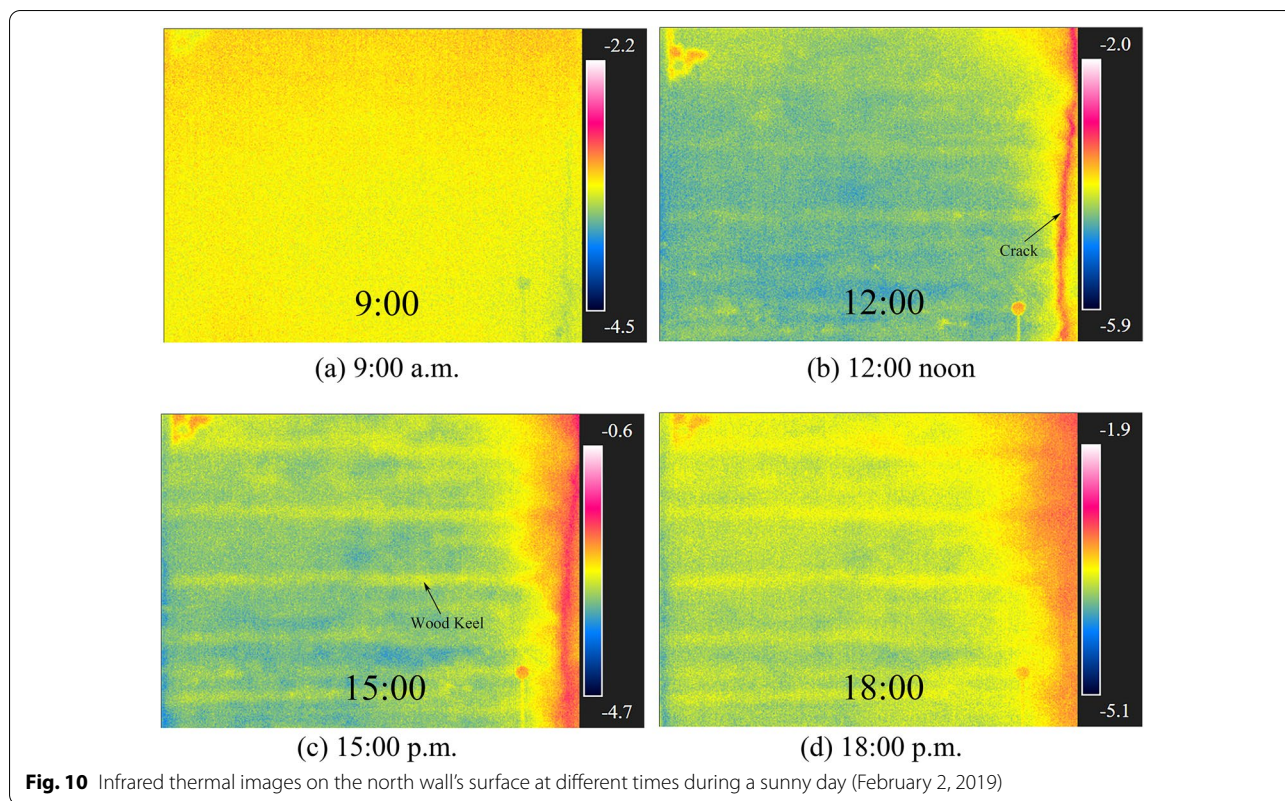 -2.2
9:00
-4.5
(a) 9:00 a.m.
-2.0
Crack
12:00
-5.9
(b) 12:00 noon
-0.6
Wood Keel
15:00
-4.7
(c) 15:00 p.m.
-1.9
18:00
-5.1
(d) 18:00 p.m.
Fig. 10 Infrared thermal images on the north wall's surface at different times during a sunny day (February 2, 2019)